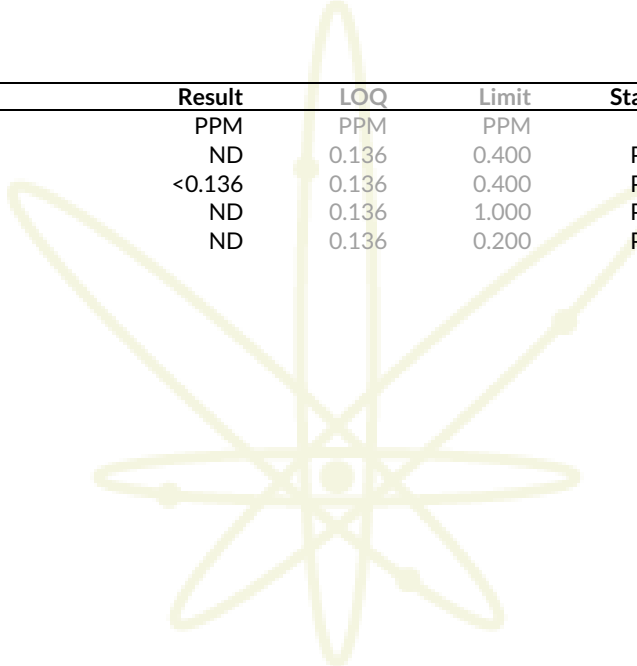 Result LOQ Limit Sta
PPM PPM PPM
ND 0.136 0.400 P
<0.136 0.136 0.400 P
ND 0.136 1.000 P
ND 0.136 0.200 P